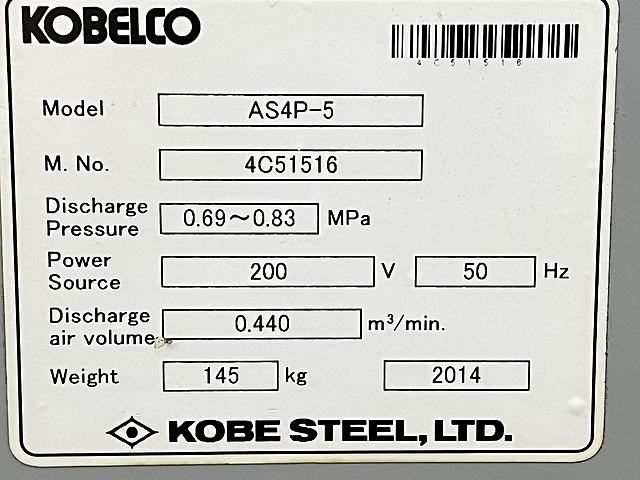 KOBELCO
4C51516
Model AS4P-5
M. No. 4C51516
Discharge
Pressure 0.69～0.83 MPa
Power
Source 200 V 50 Hz
Discharge
air volume 0.440 m³/min.
Weight 145 kg 2014
KOBE STEEL, LTD.